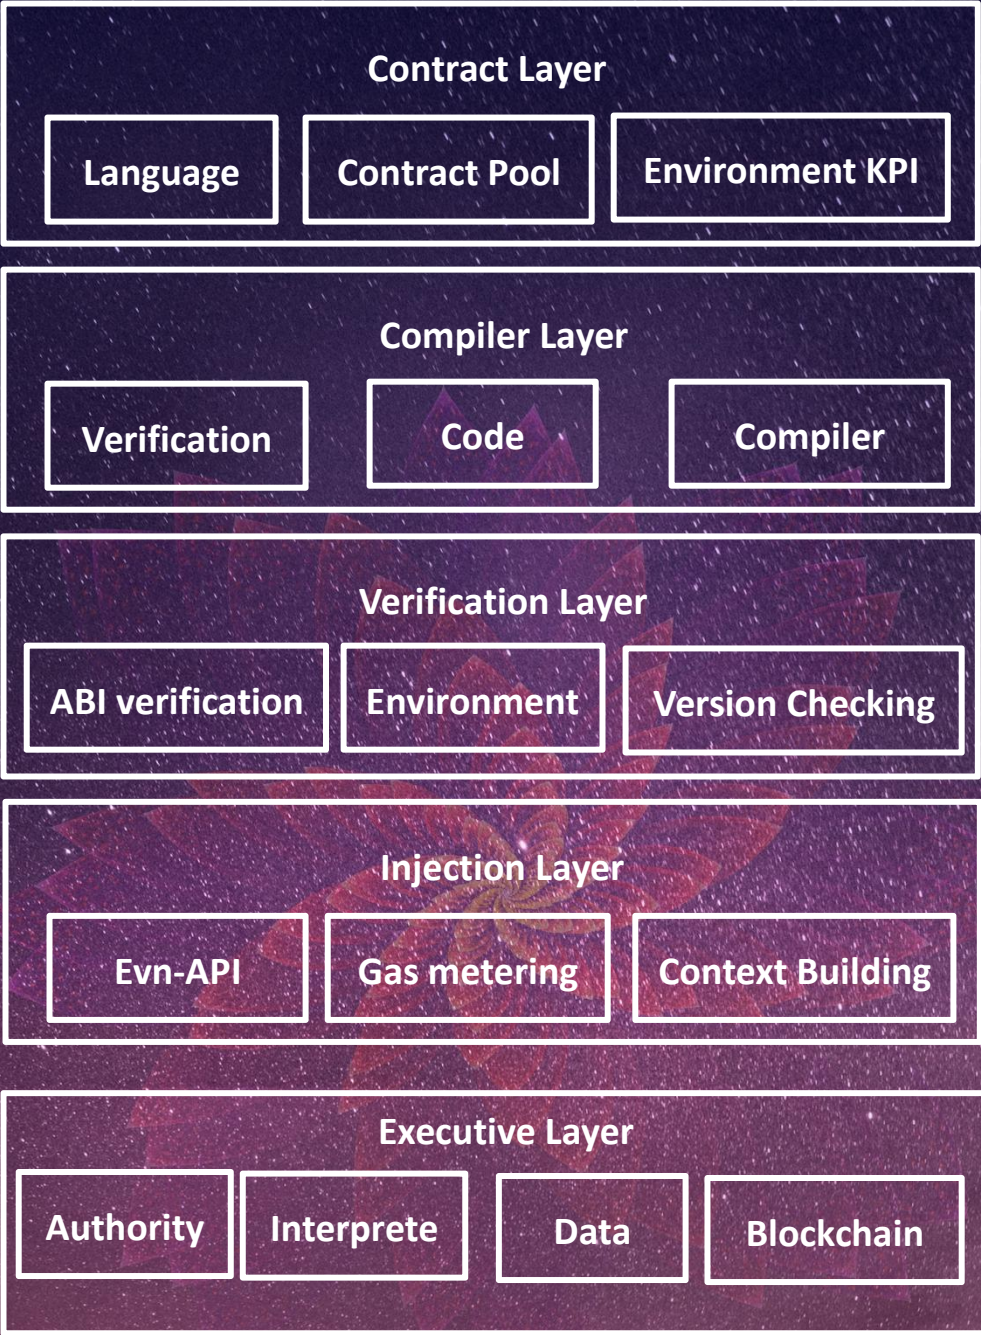 Contract Layer
Language
Contract Pool
Environment KPI
Compiler Layer
Verification
Code
Compiler
Verification Layer
ABI verification
Environment
Version Checking
Injection Layer
Evn-API
Gas metering
Context Building
Executive Layer
Authority
Interprete
Data
Blockchain